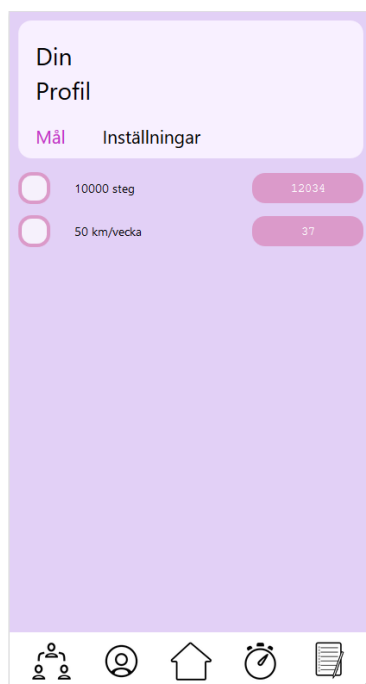 Din
Profil
Mål Inställningar
10000 steg 12034
50 km/vecka 37